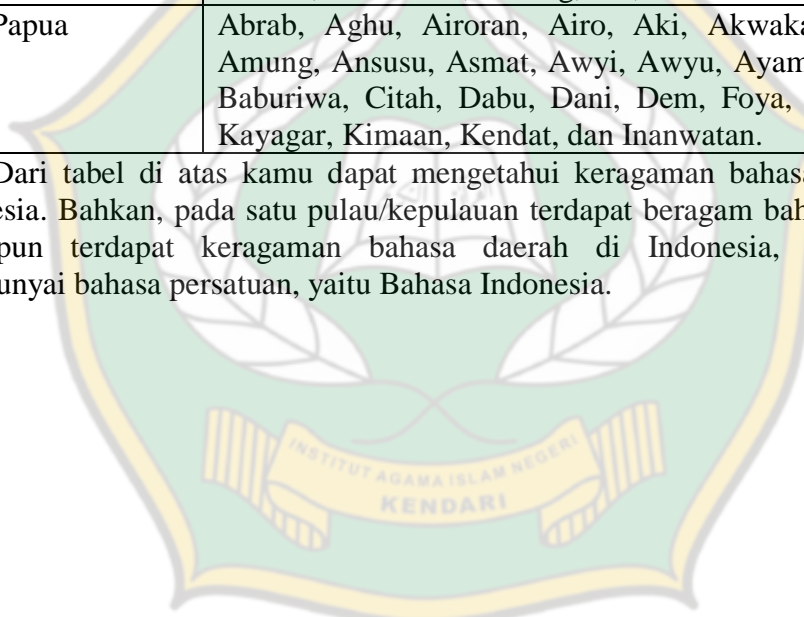 Papua Abrab, Aghu, Airoran, Airo, Aki, Akwaka
Amung, Ansusu, Asmat, Awyi, Awyu, Ayam
Baburiwa, Citah, Dabu, Dani, Dem, Foya,
Kayagar, Kimaan, Kendat, dan Inanwatan.
Dari tabel di atas kamu dapat mengetahui keragaman bahasa
esia. Bahkan, pada satu pulau/kepulauan terdapat beragam bah
pun terdapat keragaman bahasa daerah di Indonesia,
unyai bahasa persatuan, yaitu Bahasa Indonesia.
INSTITUT AGAMA ISLAM NEGERI
KENDARI